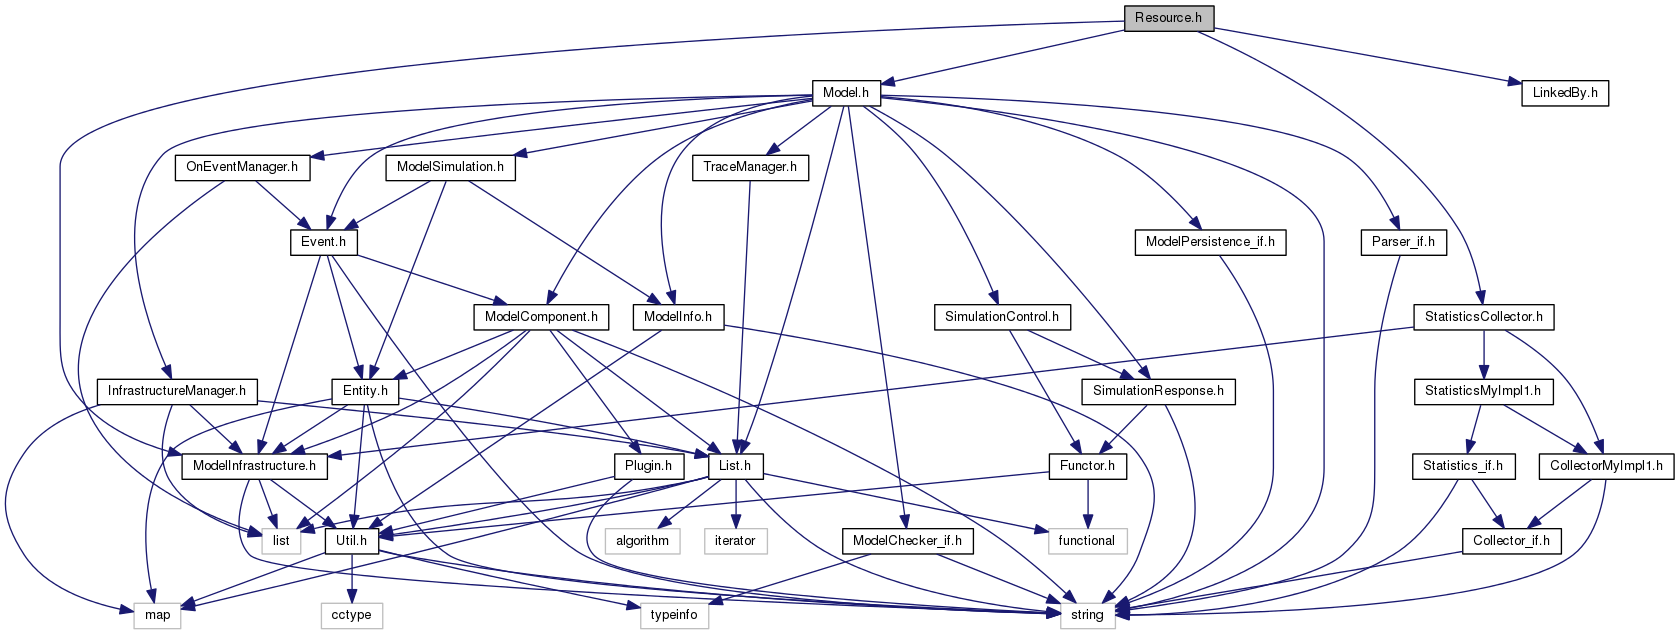 Resource.h
Model.h
LinkedBy.h
OnEventManager.h
ModelSimulation.h
TraceManager.h
Event.h
ModelPersistence_if.h
Parser_if.h
ModelComponent.h
ModelInfo.h
SimulationControl.h
StatisticsCollector.h
InfrastructureManager.h
Entity.h
SimulationResponse.h
StatisticsMyImpl1.h
ModelInfrastructure.h
Plugin.h
List.h
Functor.h
Statistics_if.h
CollectorMyImpl1.h
list
Util.h
algorithm
iterator
ModelChecker_if.h
functional
Collector_if.h
map
cctype
typeinfo
string